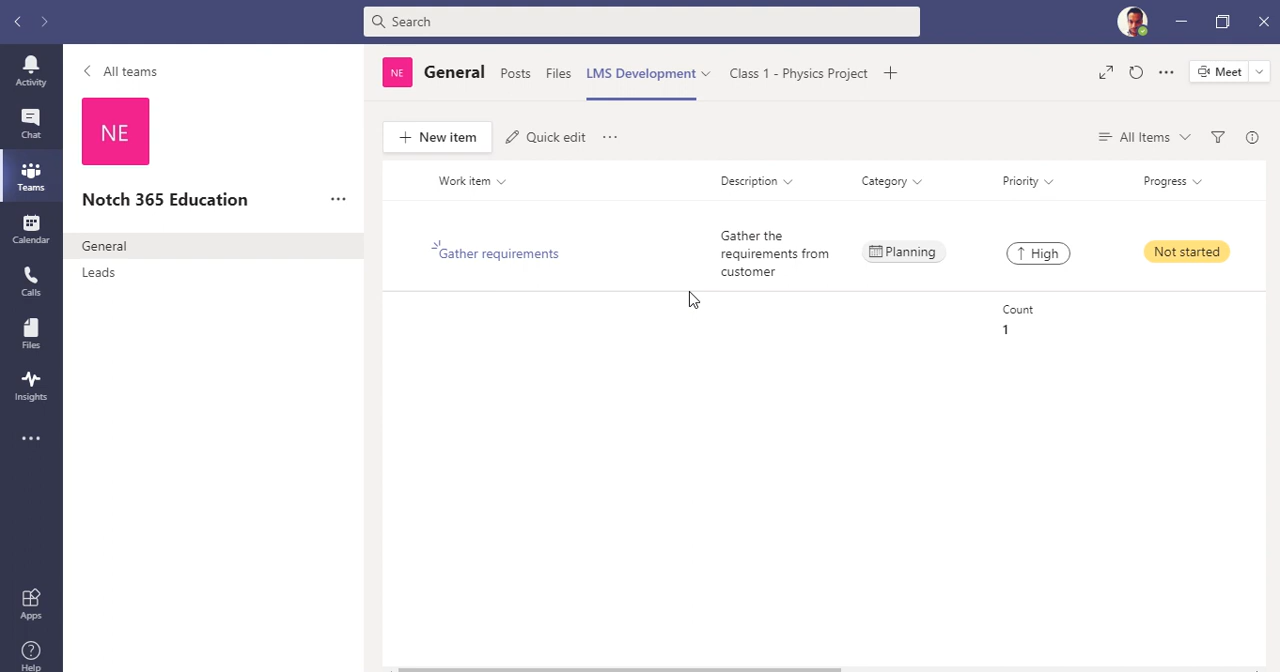 Search
Activity
Chat
Teams
Calendar
Calls
Files
Insights
Apps
Help
All teams
NE
Notch 365 Education
General
Leads
NE
General
Posts
Files
LMS Development
Class 1 - Physics Project
Meet
New item
Quick edit
All Items
Work item
Description
Category
Priority
Progress
Gather requirements
Gather the
requirements from
customer
Planning
High
Not started
Count
1